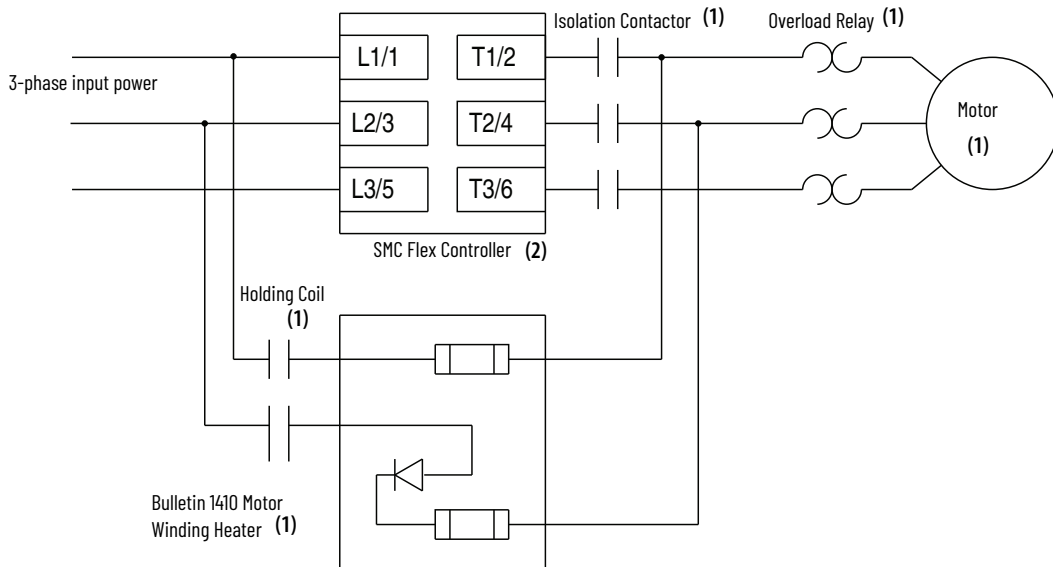 Isolation Contactor (1)
Overload Relay (1)
3-phase input power
L1/1
T1/2
L2/3
T2/4
L3/5
T3/6
Motor
(1)
SMC Flex Controller (2)
Holding Coil
(1)
Bulletin 1410 Motor
Winding Heater (1)